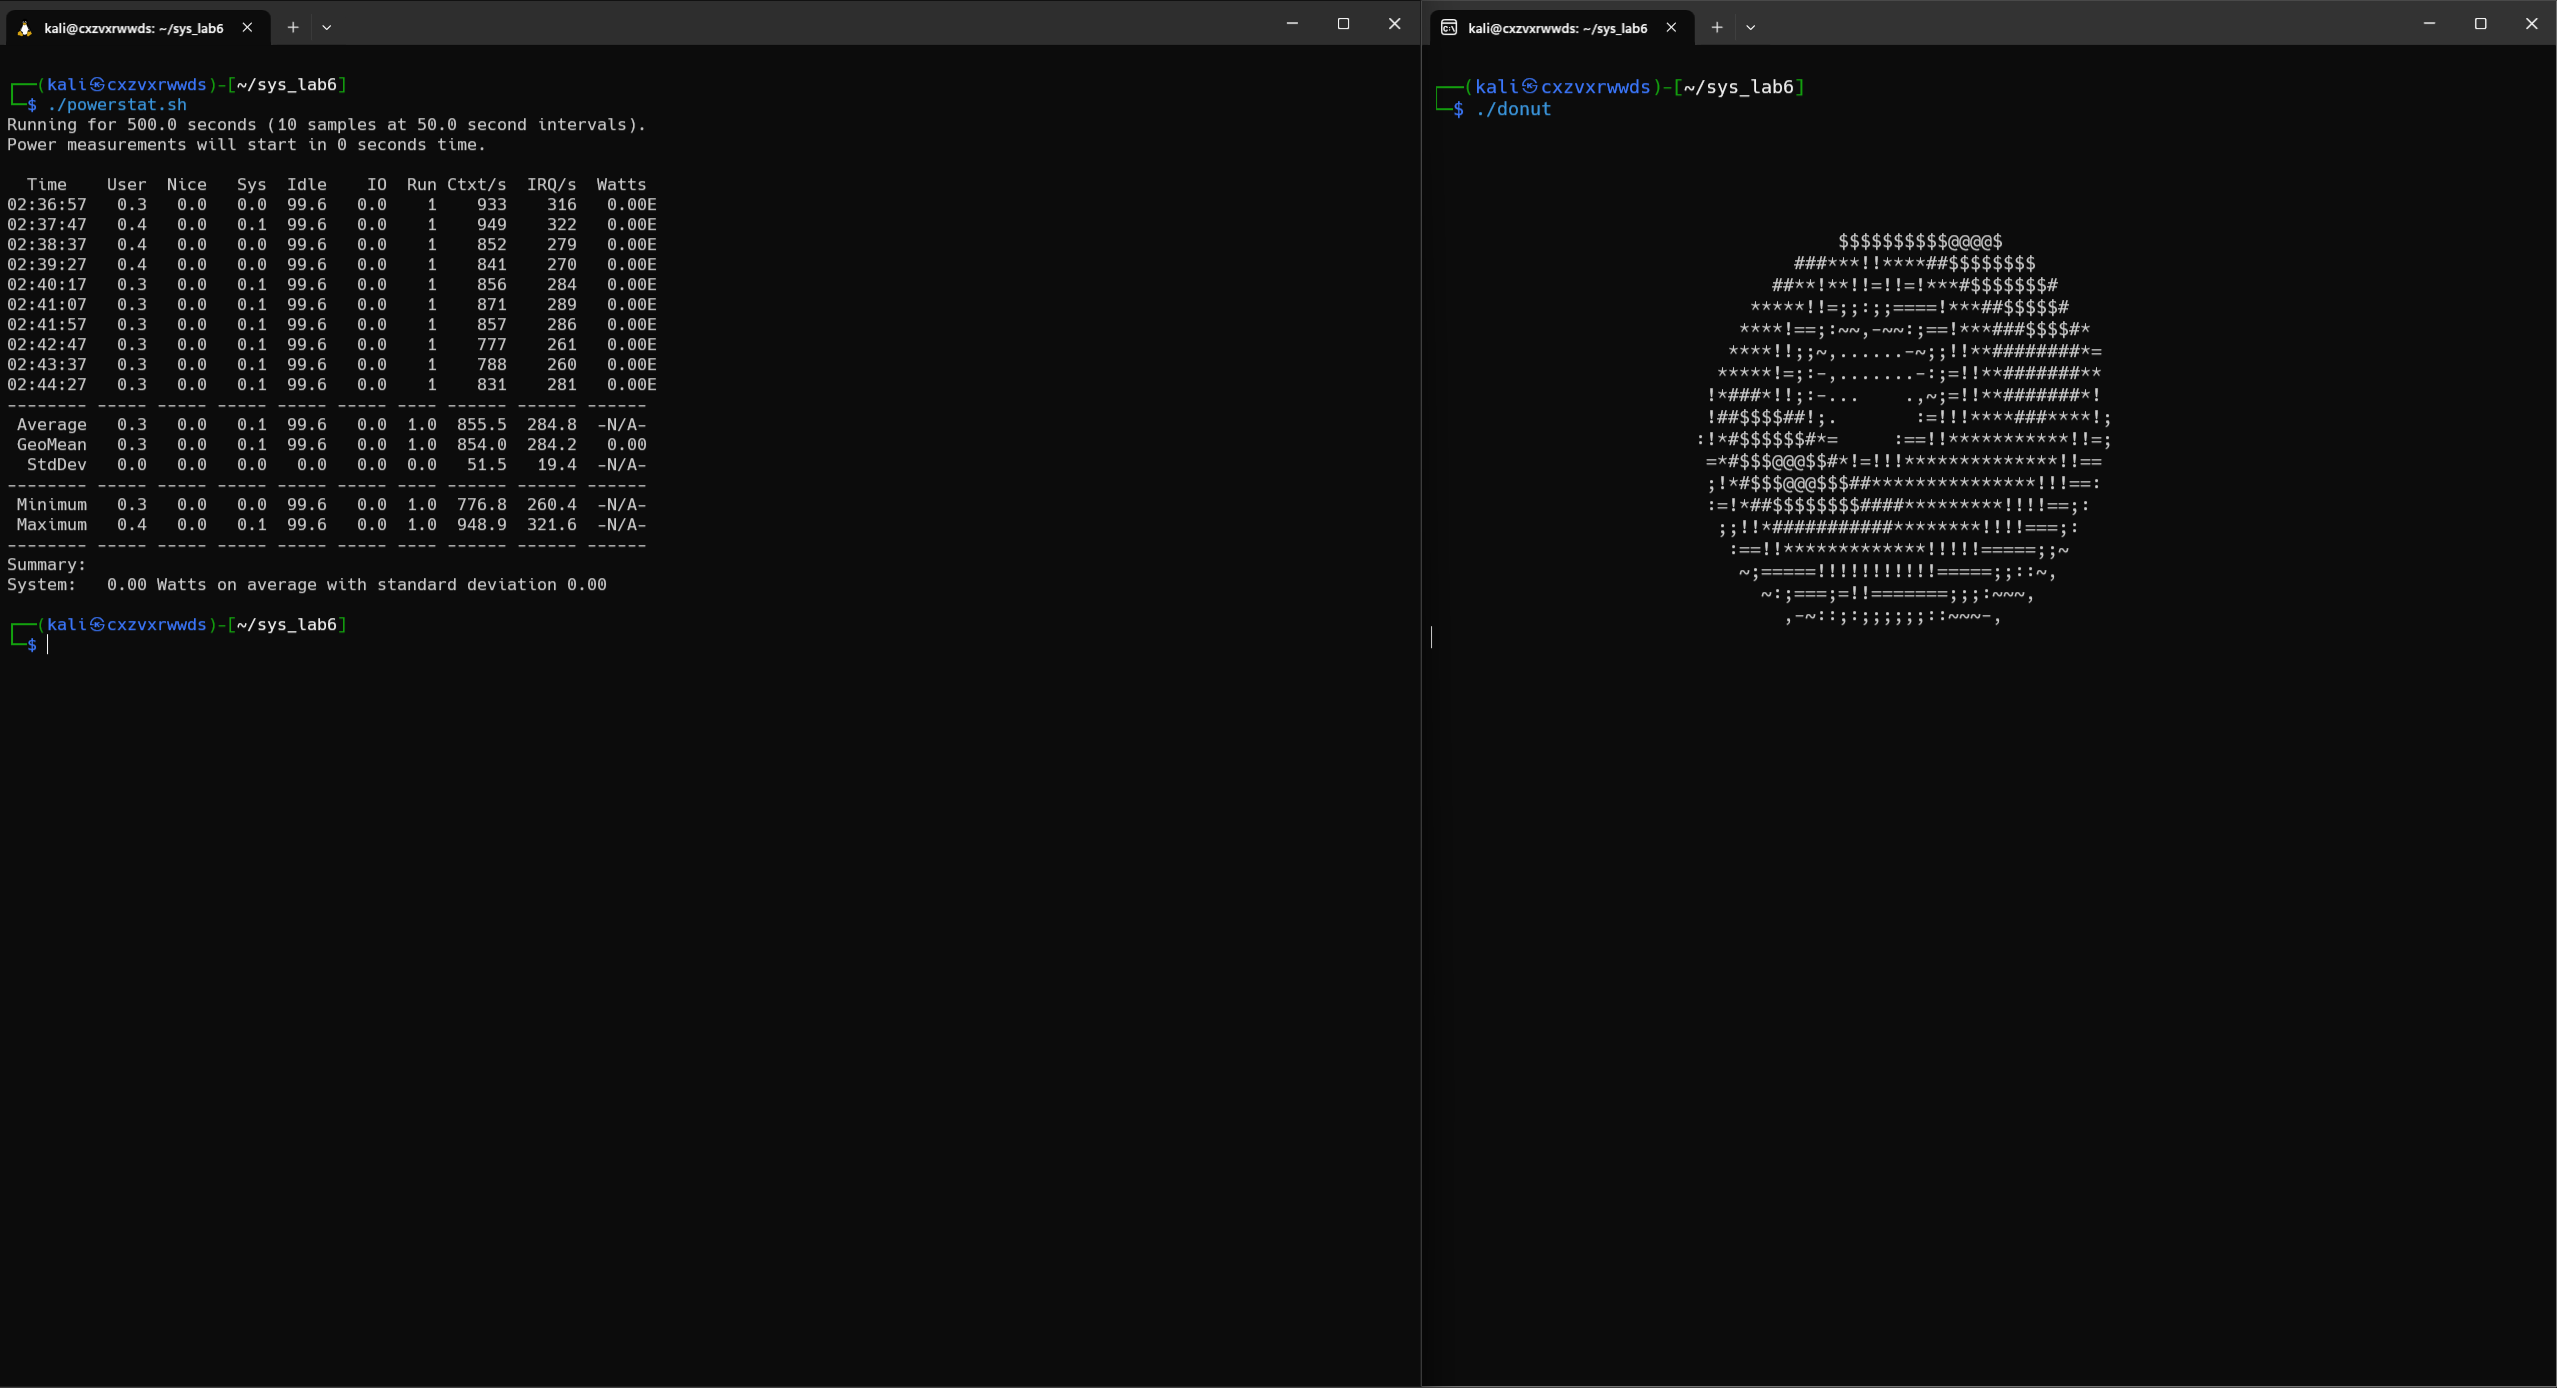 kali@cxzvxrwwds: ~/sys_lab6
┌──(kali㉿cxzvxrwwds)-[~/sys_lab6]
└─$ ./powerstat.sh
Running for 500.0 seconds (10 samples at 50.0 second intervals).
Power measurements will start in 0 seconds time.
  Time    User  Nice   Sys  Idle    IO  Run Ctxt/s  IRQ/s  Watts
02:36:57   0.3   0.0   0.0  99.6   0.0    1    933    316   0.00E
02:37:47   0.4   0.0   0.1  99.6   0.0    1    949    322   0.00E
02:38:37   0.4   0.0   0.0  99.6   0.0    1    852    279   0.00E
02:39:27   0.4   0.0   0.0  99.6   0.0    1    841    270   0.00E
02:40:17   0.3   0.0   0.1  99.6   0.0    1    856    284   0.00E
02:41:07   0.3   0.0   0.1  99.6   0.0    1    871    289   0.00E
02:41:57   0.3   0.0   0.1  99.6   0.0    1    857    286   0.00E
02:42:47   0.3   0.0   0.1  99.6   0.0    1    777    261   0.00E
02:43:37   0.3   0.0   0.1  99.6   0.0    1    788    260   0.00E
02:44:27   0.3   0.0   0.1  99.6   0.0    1    831    281   0.00E
-------- ----- ----- ----- ----- ----- ---- ------ ------ ------
 Average   0.3   0.0   0.1  99.6   0.0  1.0  855.5  284.8  -N/A-
 GeoMean   0.3   0.0   0.1  99.6   0.0  1.0  854.0  284.2  0.00
  StdDev   0.0   0.0   0.0   0.0   0.0  0.0   51.5   19.4  -N/A-
-------- ----- ----- ----- ----- ----- ---- ------ ------ ------
 Minimum   0.3   0.0   0.0  99.6   0.0  1.0  776.8  260.4  -N/A-
 Maximum   0.4   0.0   0.1  99.6   0.0  1.0  948.9  321.6  -N/A-
-------- ----- ----- ----- ----- ----- ---- ------ ------ ------
Summary:
System:   0.00 Watts on average with standard deviation 0.00
┌──(kali㉿cxzvxrwwds)-[~/sys_lab6]
└─$
kali@cxzvxrwwds: ~/sys_lab6
┌──(kali㉿cxzvxrwwds)-[~/sys_lab6]
└─$ ./donut
             $$$$$$$$$$@@@@$
         ###***!!****##$$$$$$$$
       ##**!**!!=!!=!***#$$$$$$$#
     *****!!=;;:;;====!***##$$$$$#
    ****!==;:~~,-~~:;==!***###$$$$#*
   ****!!;;~,......-~;;!!**########*=
  *****!=;:-,.......-:;=!!**#######**
 !*###*!!;:-...    .,~;=!!**#######*!
 !##$$$$##!;.       :=!!!****###****!;
:!*#$$$$$$#*=     :==!!***********!!=;
 =*#$$$@@@$$#*!=!!!**************!!==
 ;!*#$$$@@@$$$##***************!!!==:
 :=!*##$$$$$$$$####*********!!!!==;:
  ;;!!*###########********!!!!===;:
   :==!!*************!!!!!=====;;~
    ~;=====!!!!!!!!!!!=====;;::~,
      ~:;===;=!!=======;;;:~~~,
        ,-~::;:;;;;;;::~~~-,